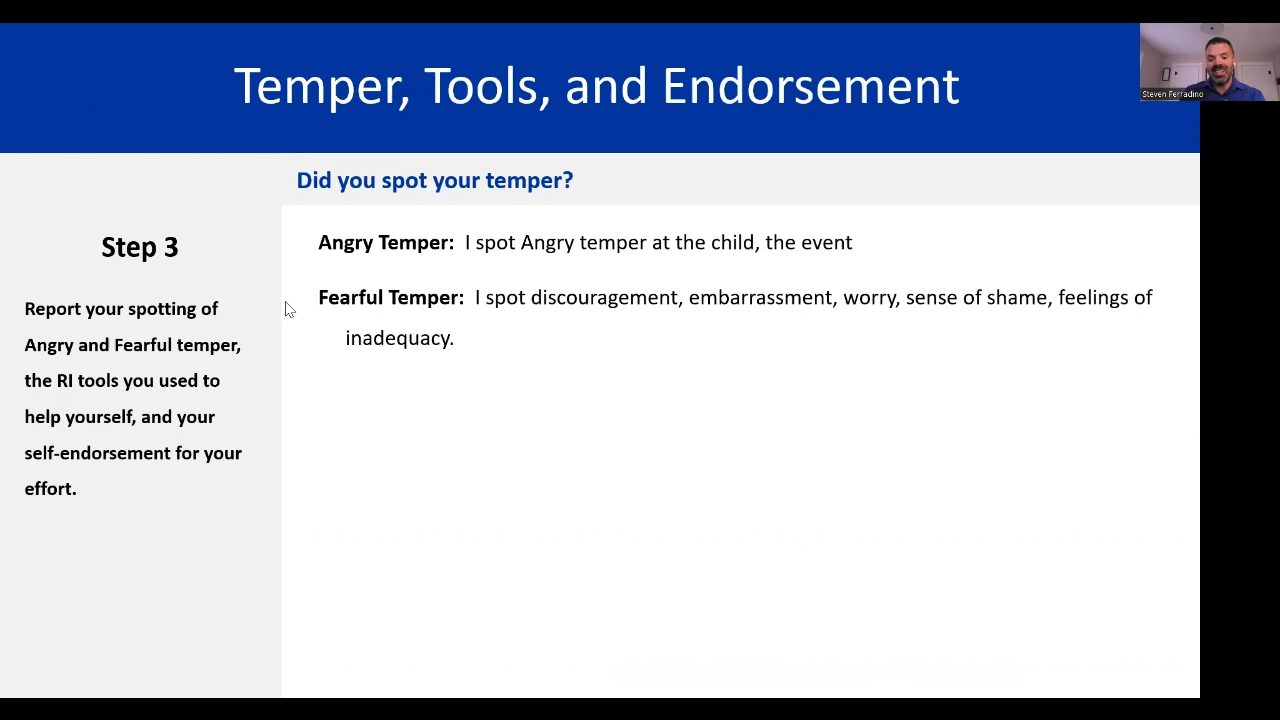 Temper, Tools, and Endorsement
Steven Ferradino
Did you spot your temper?
Step 3
Report your spotting of
Angry and Fearful temper,
the RI tools you used to
help yourself, and your
self-endorsement for your
effort.
Angry Temper: I spot Angry temper at the child, the event
Fearful Temper: I spot discouragement, embarrassment, worry, sense of shame, feelings of
inadequacy.